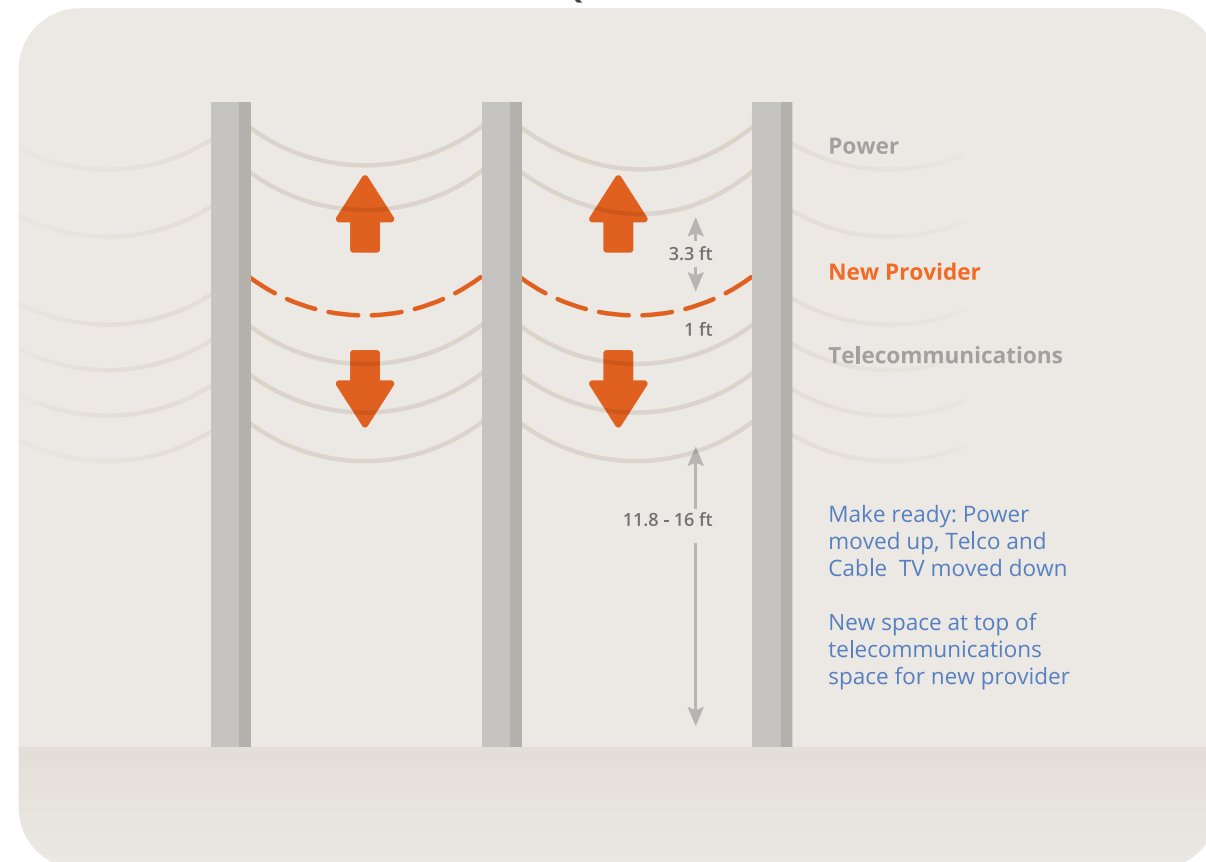 Power
3.3 ft
New Provider
1 ft
Telecommunications
11.8 - 16 ft
Make ready: Power
moved up, Telco and
Cable  TV moved down
New space at top of
telecommunications
space for new provider